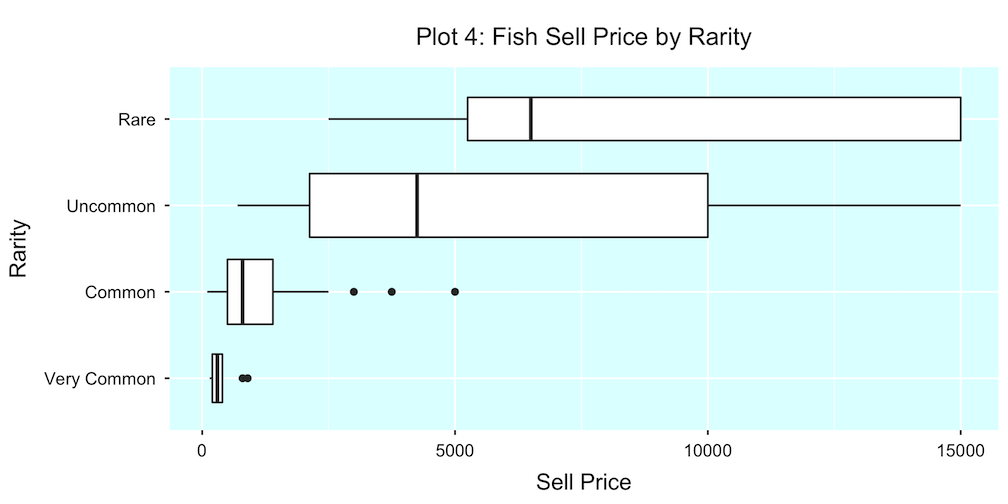 Plot 4: Fish Sell Price by Rarity
Rarity
Rare
Uncommon
Common
Very Common
0 5000 10000 15000
Sell Price